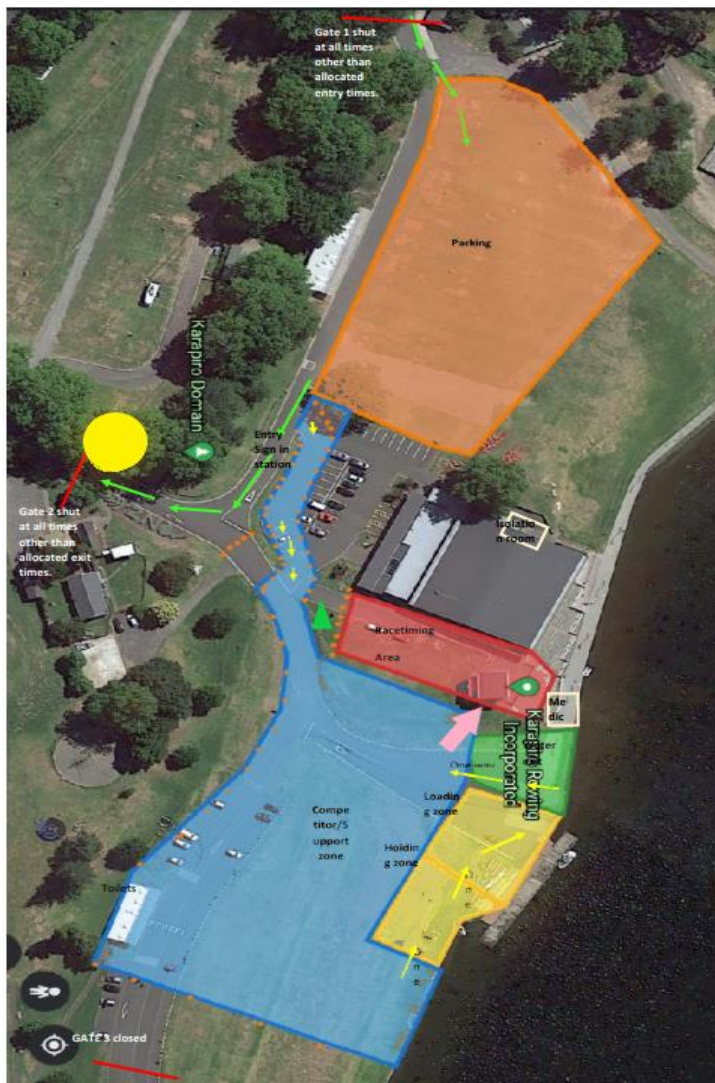 Gate 1 shut
at all times
other than
allocated
entry times.
Parking
Karapiro Domain
Entry
Sign in
station
Gate 2 shut
at all times
other than
allocated exit
times.
Isolatio
n room
Racetiming
Area
Me
dic
Karapiro Rowing
Incorporated
Loadin
g zone
Compe
titor/S
upport
zone
Holdin
g zone
Toilets
GATE 3 closed